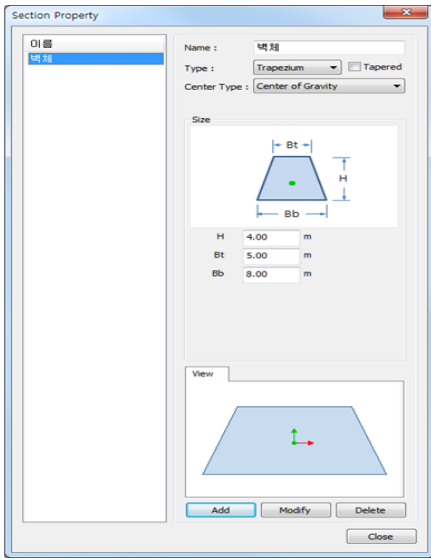 Section Property
이름
벽체
Name : 벽체
Type : Trapezium Tapered
Center Type : Center of Gravity
Size
Bt
H
Bb
H 4.00 m
Bt 5.00 m
Bb 8.00 m
View
Add Modify Delete
Close